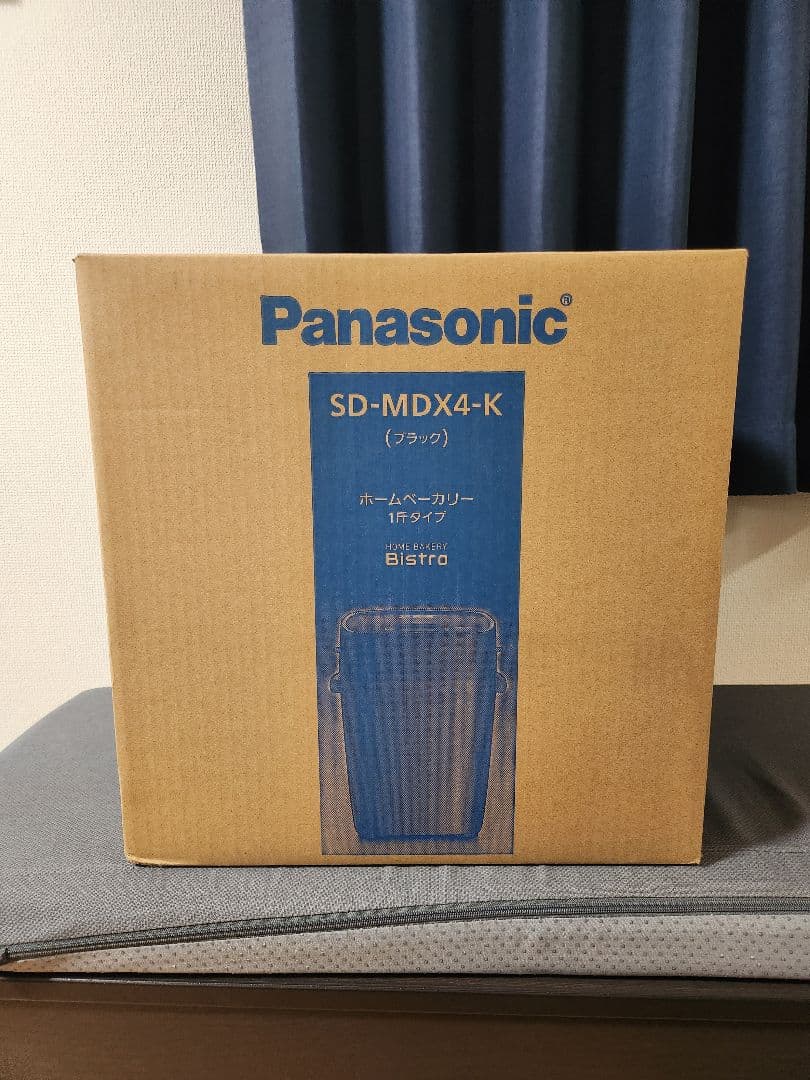 Panasonic®
SD-MDX4-K
(ブラック)
ホームベーカリー
1斤タイプ
HOME BAKERY
Bistro